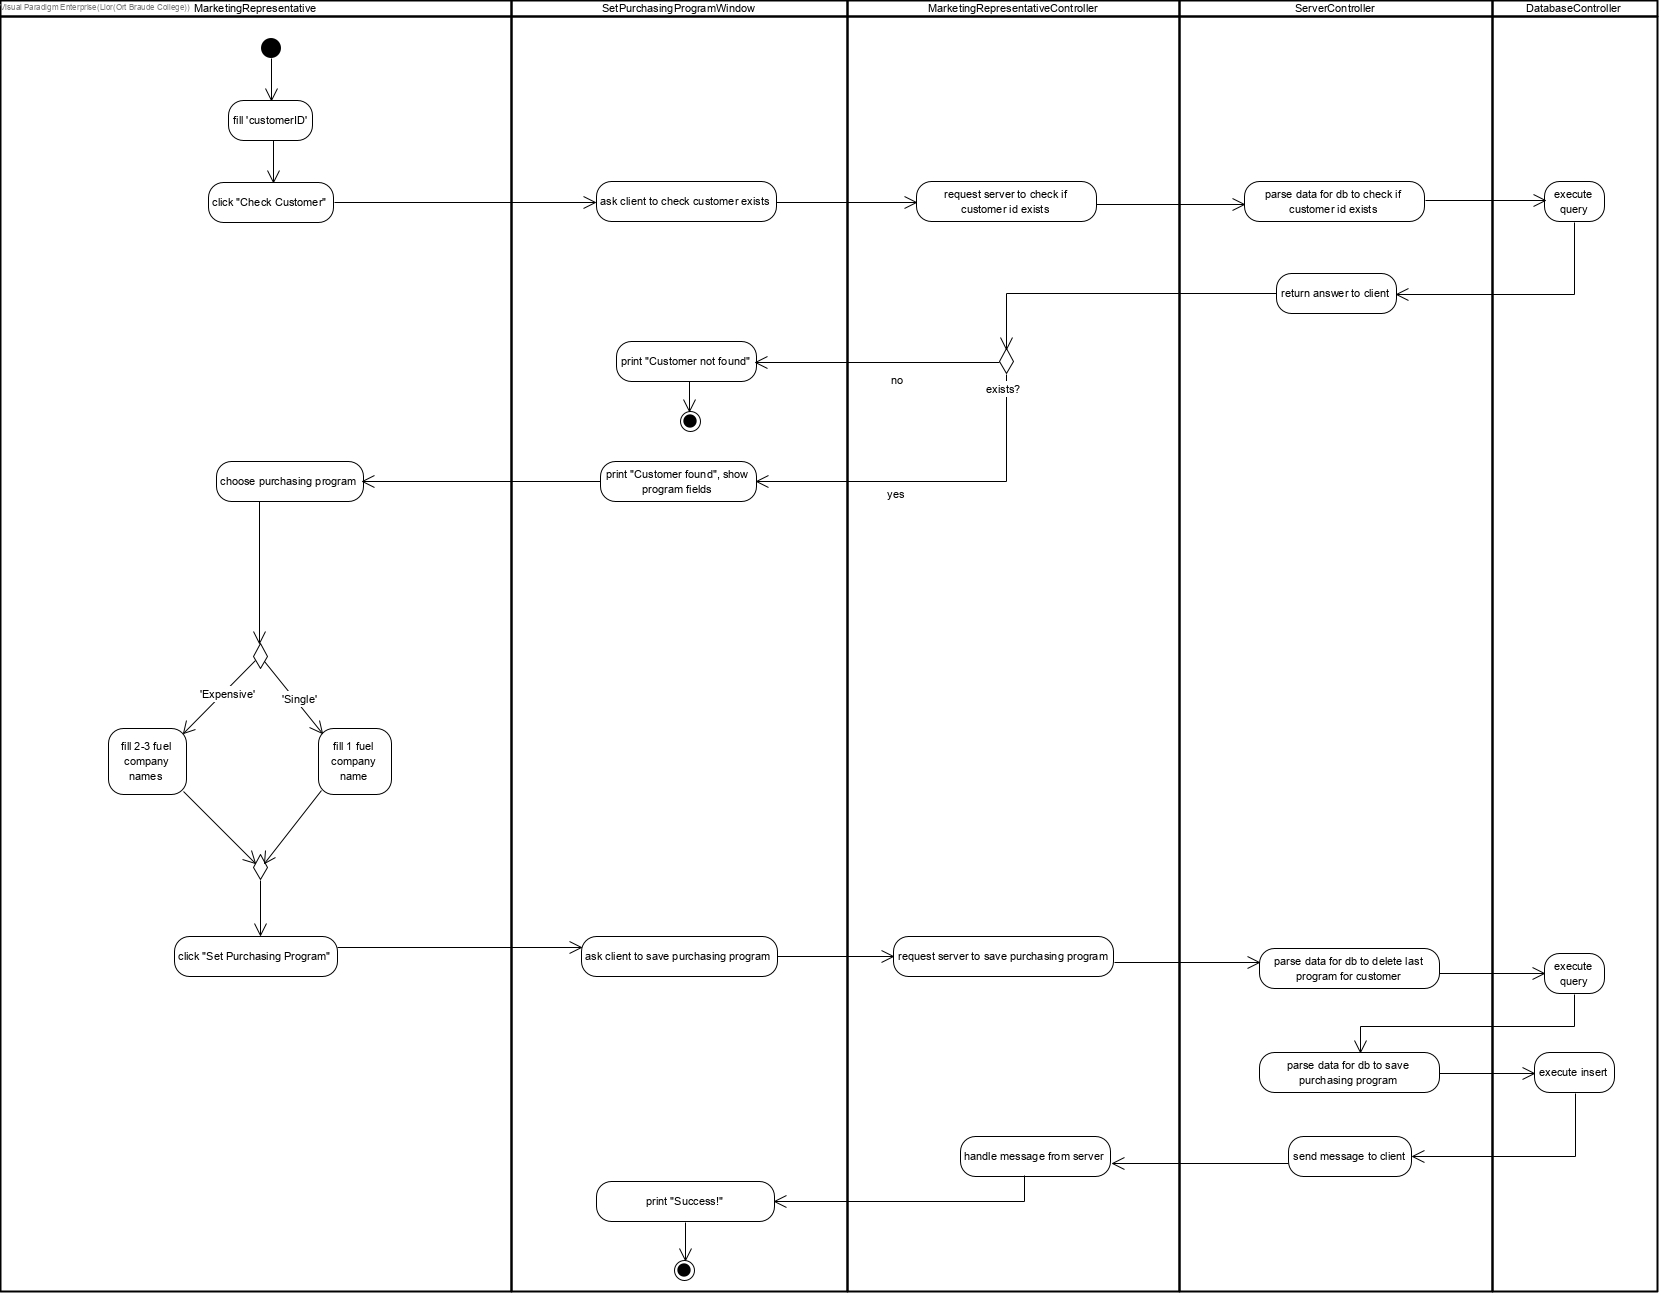 Visual Paradigm Enterprise(Lior(Ort Braude College))
MarketingRepresentative
SetPurchasingProgramWindow
MarketingRepresentativeController
ServerController
DatabaseController
fill 'customerID'
click "Check Customer"
ask client to check customer exists
request server to check if
customer id exists
parse data for db to check if
customer id exists
execute
query
return answer to client
print "Customer not found"
no
exists?
choose purchasing program
print "Customer found", show
program fields
yes
'Expensive'
'Single'
fill 2-3 fuel
company
names
fill 1 fuel
company
name
click "Set Purchasing Program"
ask client to save purchasing program
request server to save purchasing program
parse data for db to delete last
program for customer
execute
query
parse data for db to save
purchasing program
execute insert
handle message from server
send message to client
print "Success!"